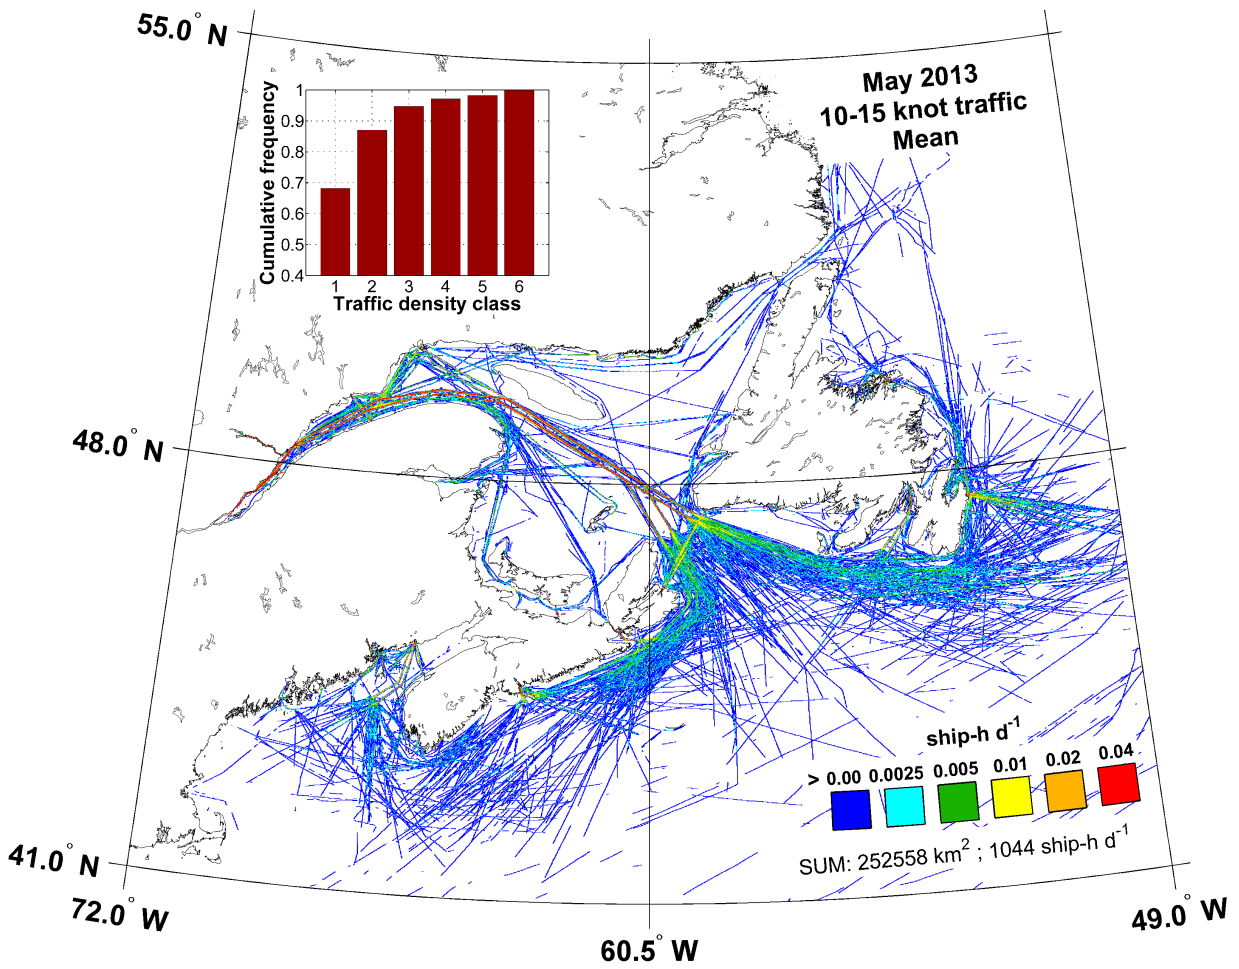 55.0° N
May 2013
10-15 knot traffic
Mean
Cumulative frequency
1
0.9
0.8
0.7
0.6
0.5
0.4
1 2 3 4 5 6
Traffic density class
48.0° N
ship-h d⁻¹
> 0.00 0.0025 0.005 0.01 0.02 0.04
SUM: 252558 km² ; 1044 ship-h d⁻¹
41.0° N
72.0° W
60.5° W
49.0° W